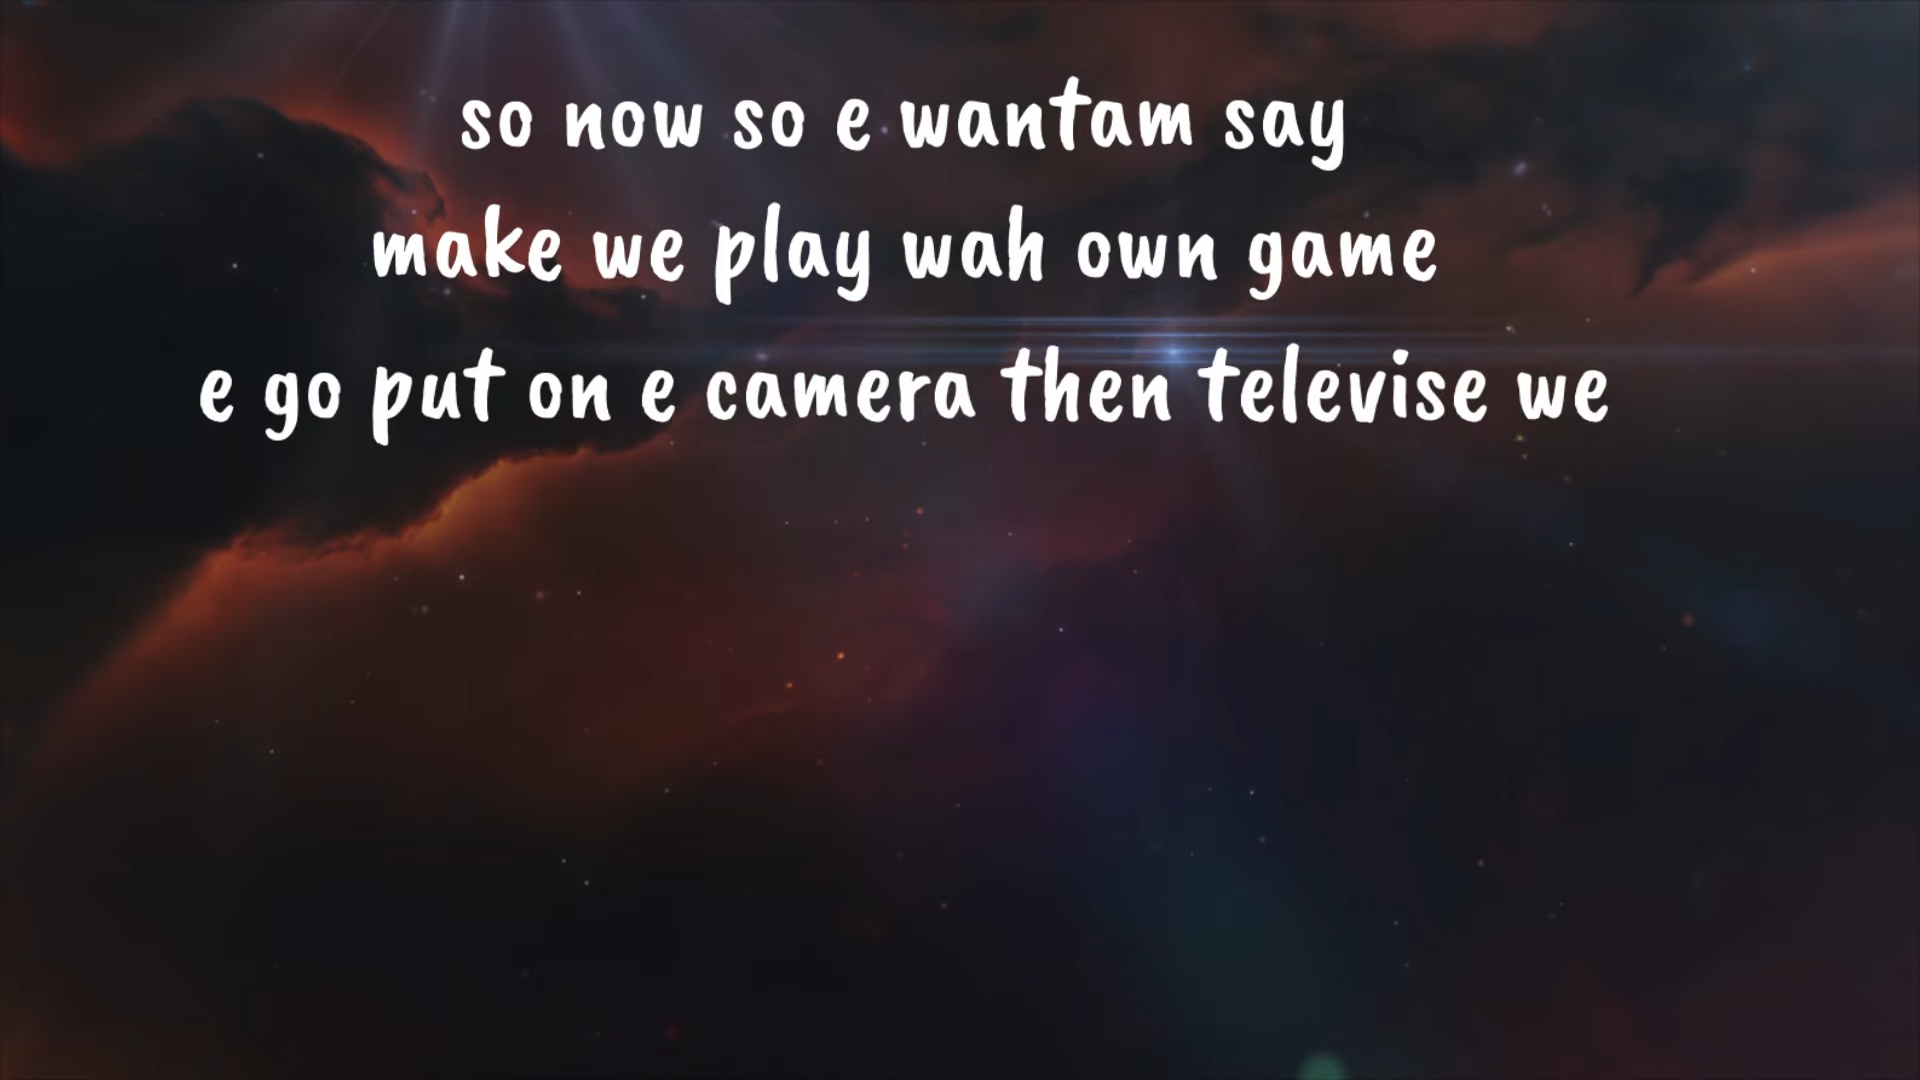 so now so e wantam say
make we play wah own game
e go put on e camera then televise we